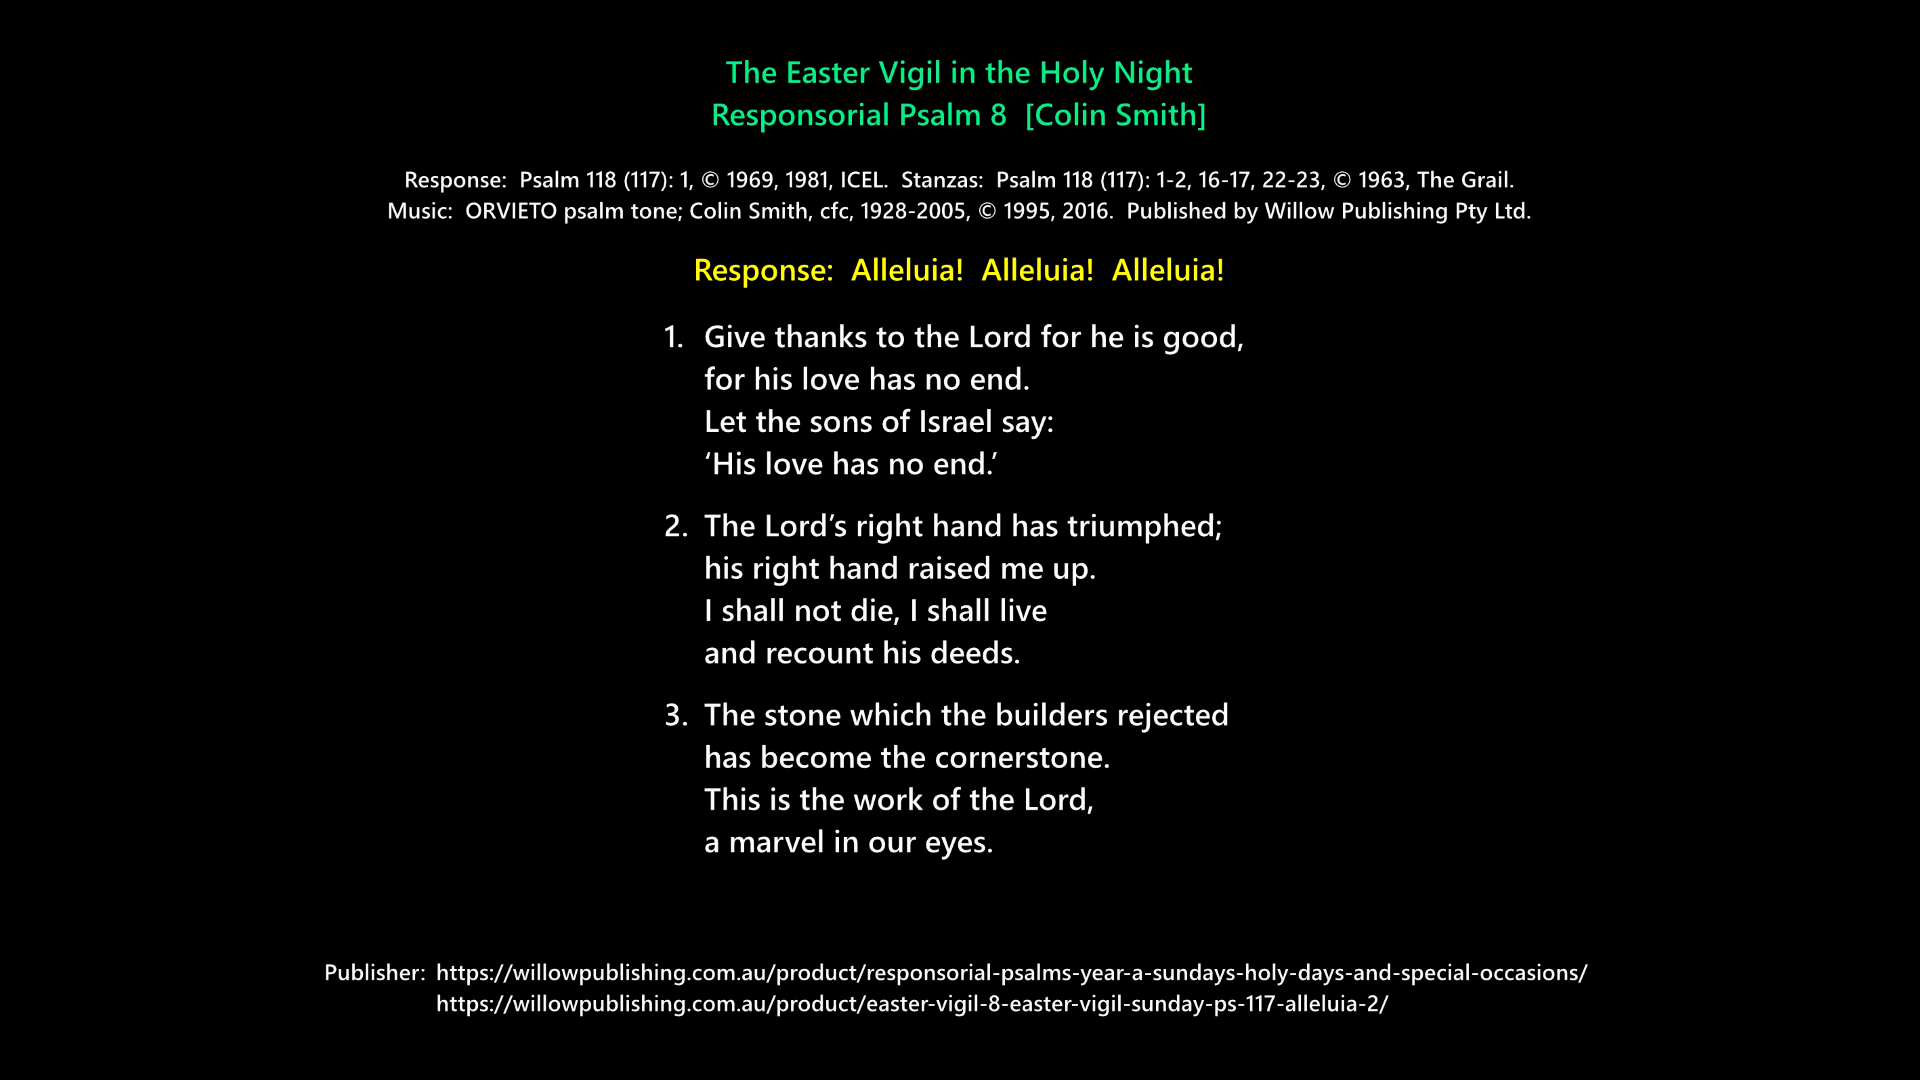 The Easter Vigil in the Holy Night
Responsorial Psalm 8  [Colin Smith]
Response:  Psalm 118 (117): 1, © 1969, 1981, ICEL.  Stanzas:  Psalm 118 (117): 1-2, 16-17, 22-23, © 1963, The Grail.
Music:  ORVIETO psalm tone; Colin Smith, cfc, 1928-2005, © 1995, 2016.  Published by Willow Publishing Pty Ltd.
Response:  Alleluia!  Alleluia!  Alleluia!
1. Give thanks to the Lord for he is good,
for his love has no end.
Let the sons of Israel say:
‘His love has no end.’
2. The Lord’s right hand has triumphed;
his right hand raised me up.
I shall not die, I shall live
and recount his deeds.
3. The stone which the builders rejected
has become the cornerstone.
This is the work of the Lord,
a marvel in our eyes.
Publisher: https://willowpublishing.com.au/product/responsorial-psalms-year-a-sundays-holy-days-and-special-occasions/
https://willowpublishing.com.au/product/easter-vigil-8-easter-vigil-sunday-ps-117-alleluia-2/